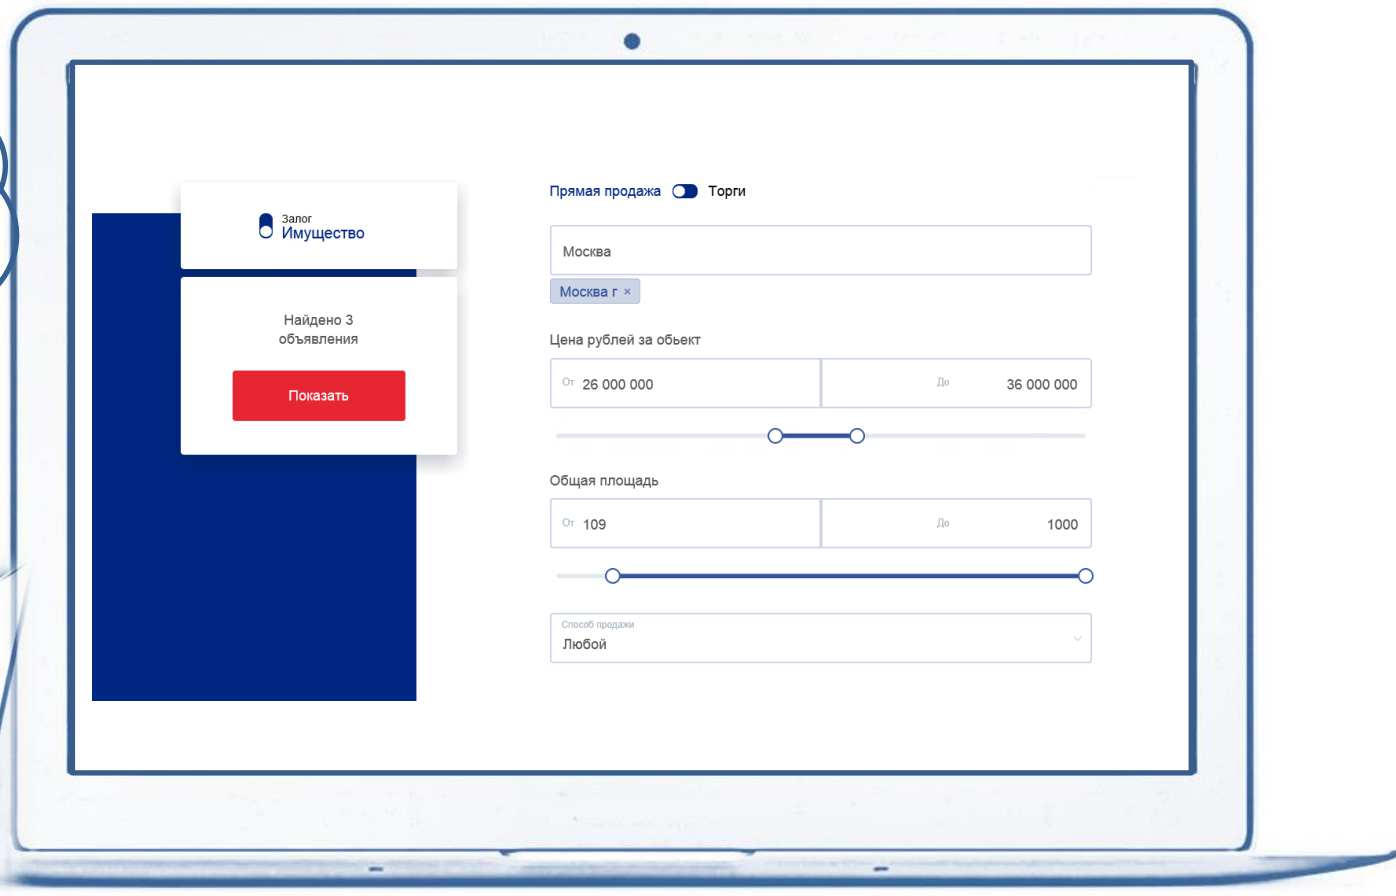 Залог
Имущество
Найдено 3
объявления
Показать
Прямая продажа Торги
Москва
Москва г ×
Цена рублей за обьект
От 26 000 000 До 36 000 000
Общая площадь
От 109 До 1000
Способ продажи
Любой